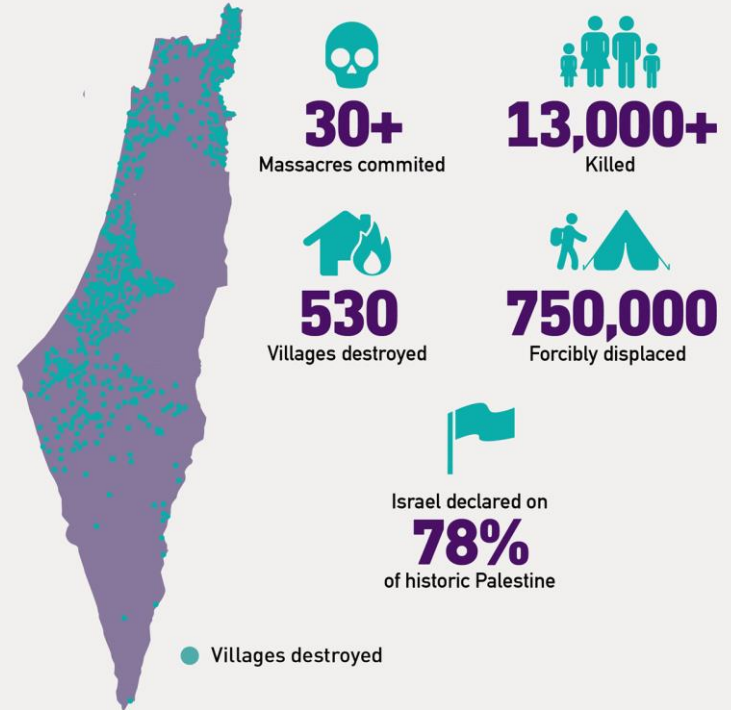 30+
Massacres commited
13,000+
Killed
530
Villages destroyed
750,000
Forcibly displaced
Israel declared on
78%
of historic Palestine
Villages destroyed